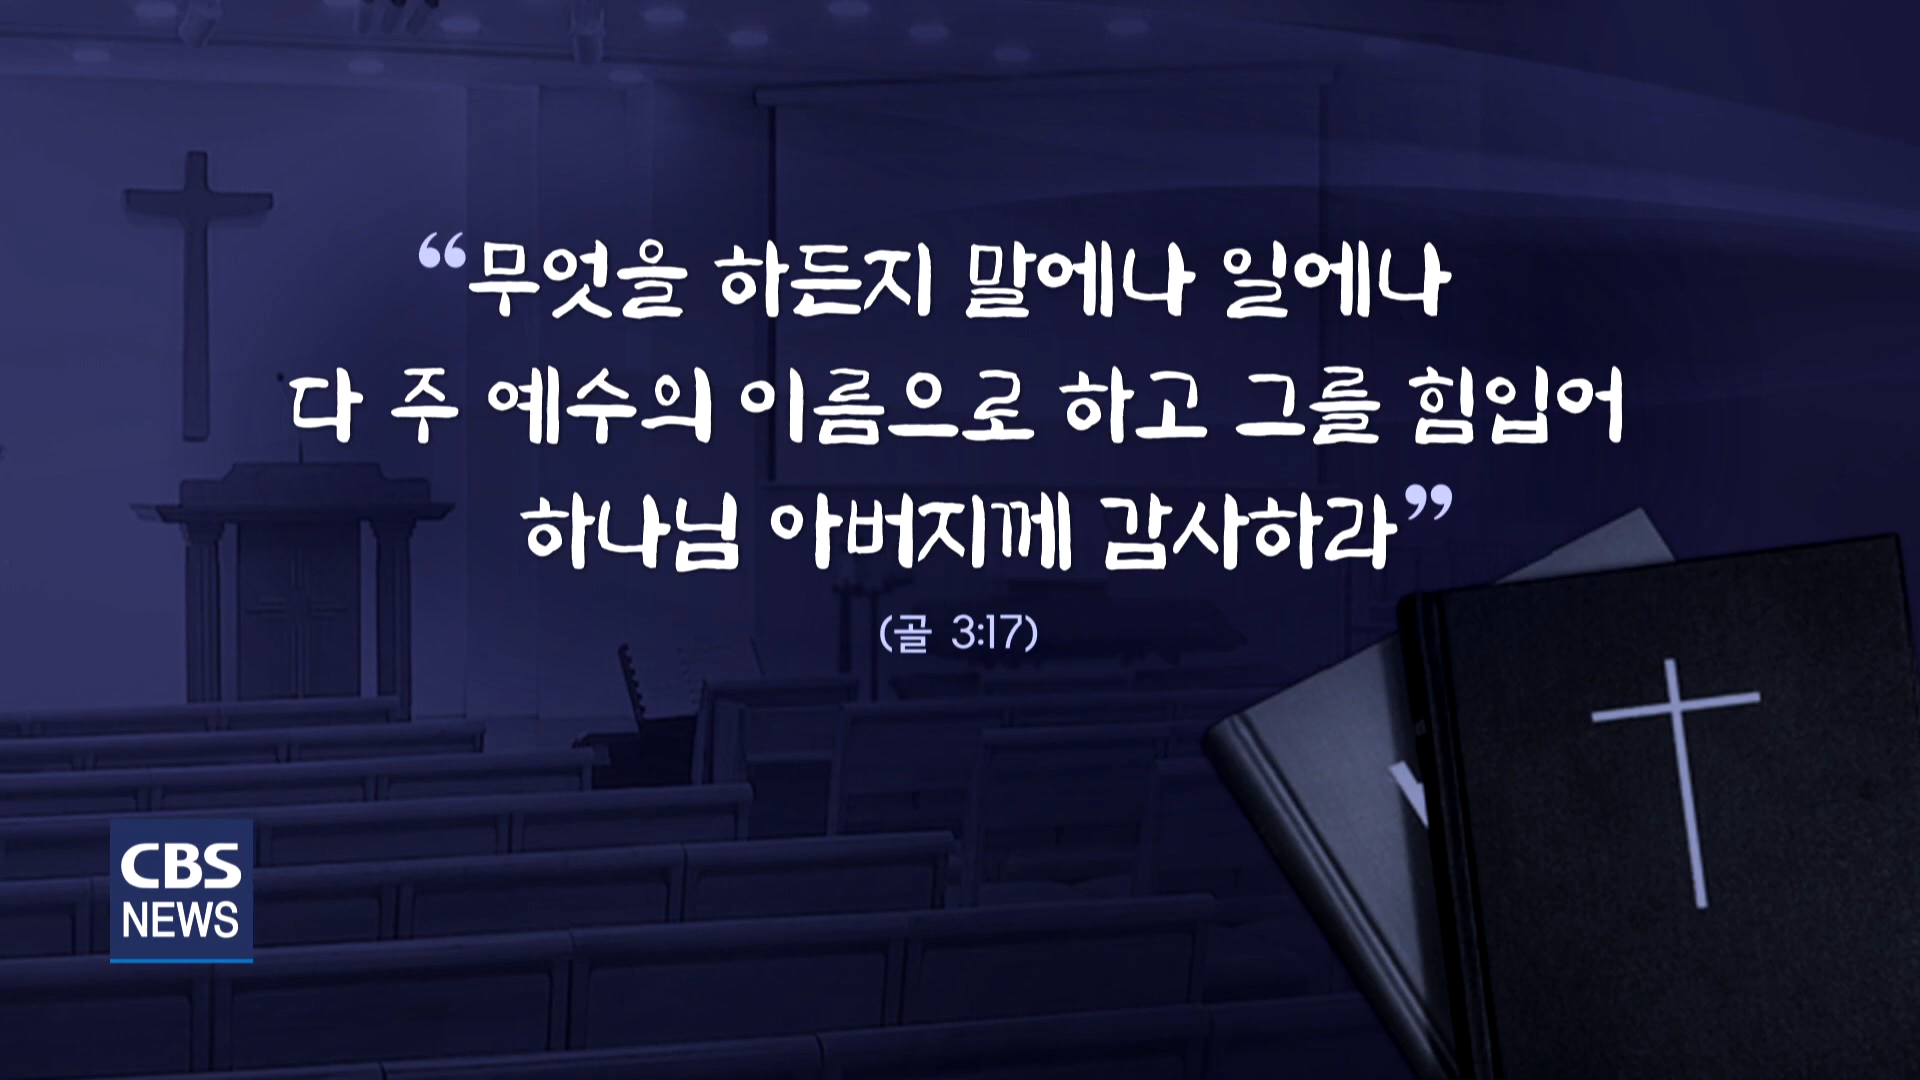 “무엇을 하든지 말에나 일에나
다 주 예수의 이름으로 하고 그를 힘입어
하나님 아버지께 감사하라”
(골 3:17)
CBS
NEWS